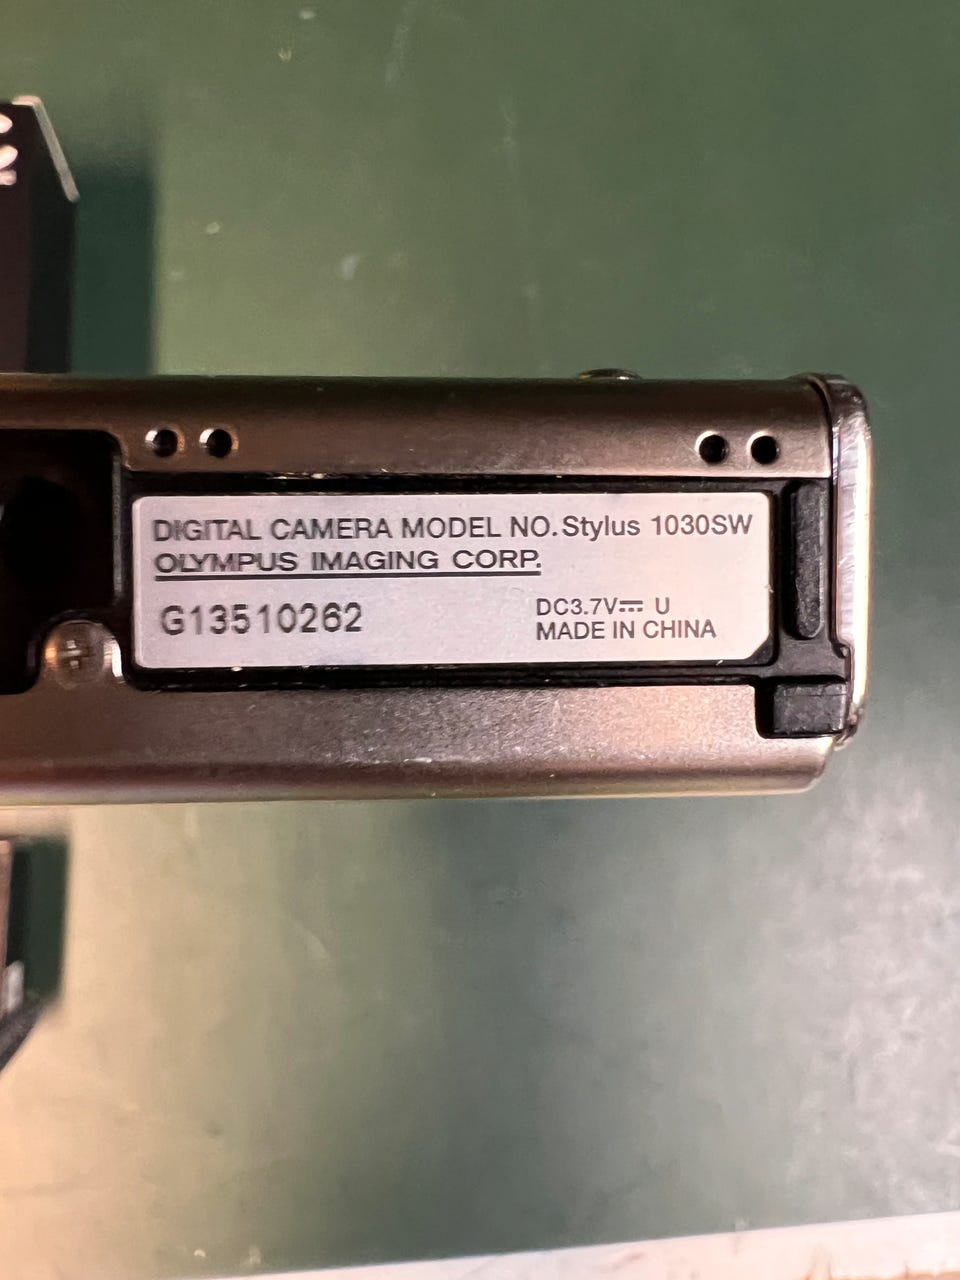 DIGITAL CAMERA MODEL NO. Stylus 1030SW
OLYMPUS IMAGING CORP.
G13510262
DC3.7V⎓ U
MADE IN CHINA